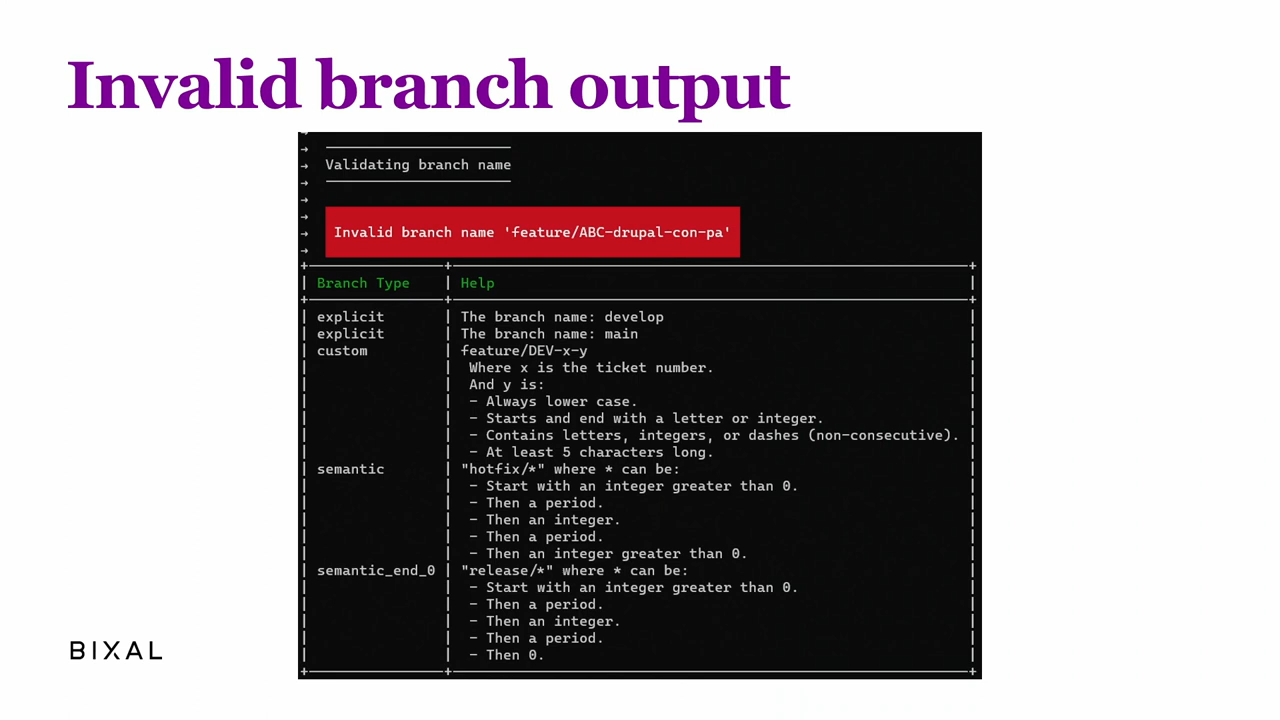 Invalid branch output
Validating branch name
Invalid branch name 'feature/ABC-drupal-con-pa'
Branch Type | Help
explicit | The branch name: develop
explicit | The branch name: main
custom | feature/DEV-x-y
Where x is the ticket number.
And y is:
- Always lower case.
- Starts and end with a letter or integer.
- Contains letters, integers, or dashes (non-consecutive).
- At least 5 characters long.
semantic | "hotfix/*" where * can be:
- Start with an integer greater than 0.
- Then a period.
- Then an integer.
- Then a period.
- Then an integer greater than 0.
semantic_end_0 | "release/*" where * can be:
- Start with an integer greater than 0.
- Then a period.
- Then an integer.
- Then a period.
- Then 0.
BIXAL